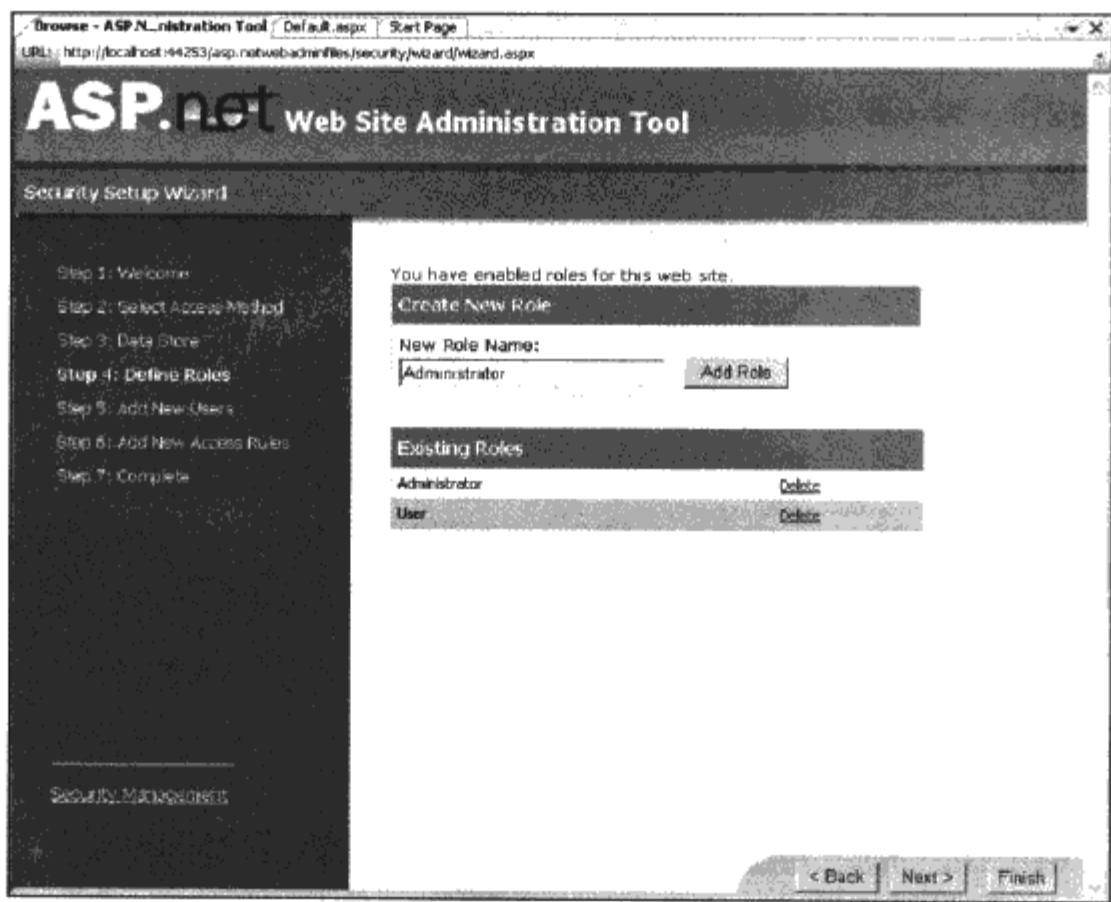 Browse - ASP.N...nistration Tool Default.aspx Start Page
URL: http://localhost:44253/asp.netwebadminfiles/security/wizard/wizard.aspx
ASP.net Web Site Administration Tool
Security Setup Wizard
Step 1: Welcome
Step 2: Select Access Method
Step 3: Data Store
Step 4: Define Roles
Step 5: Add New Users
Step 6: Add New Access Rules
Step 7: Complete
Security Management
You have enabled roles for this web site.
Create New Role
New Role Name:
Administrator Add Role
Existing Roles
Administrator Delete
User Delete
< Back Next > Finish